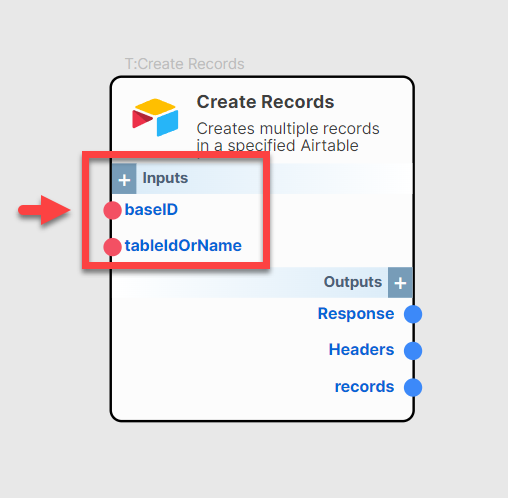 T:Create Records
Create Records
Creates multiple records
in a specified Airtable
+ Inputs
baseID
tableIdOrName
Outputs +
Response
Headers
records